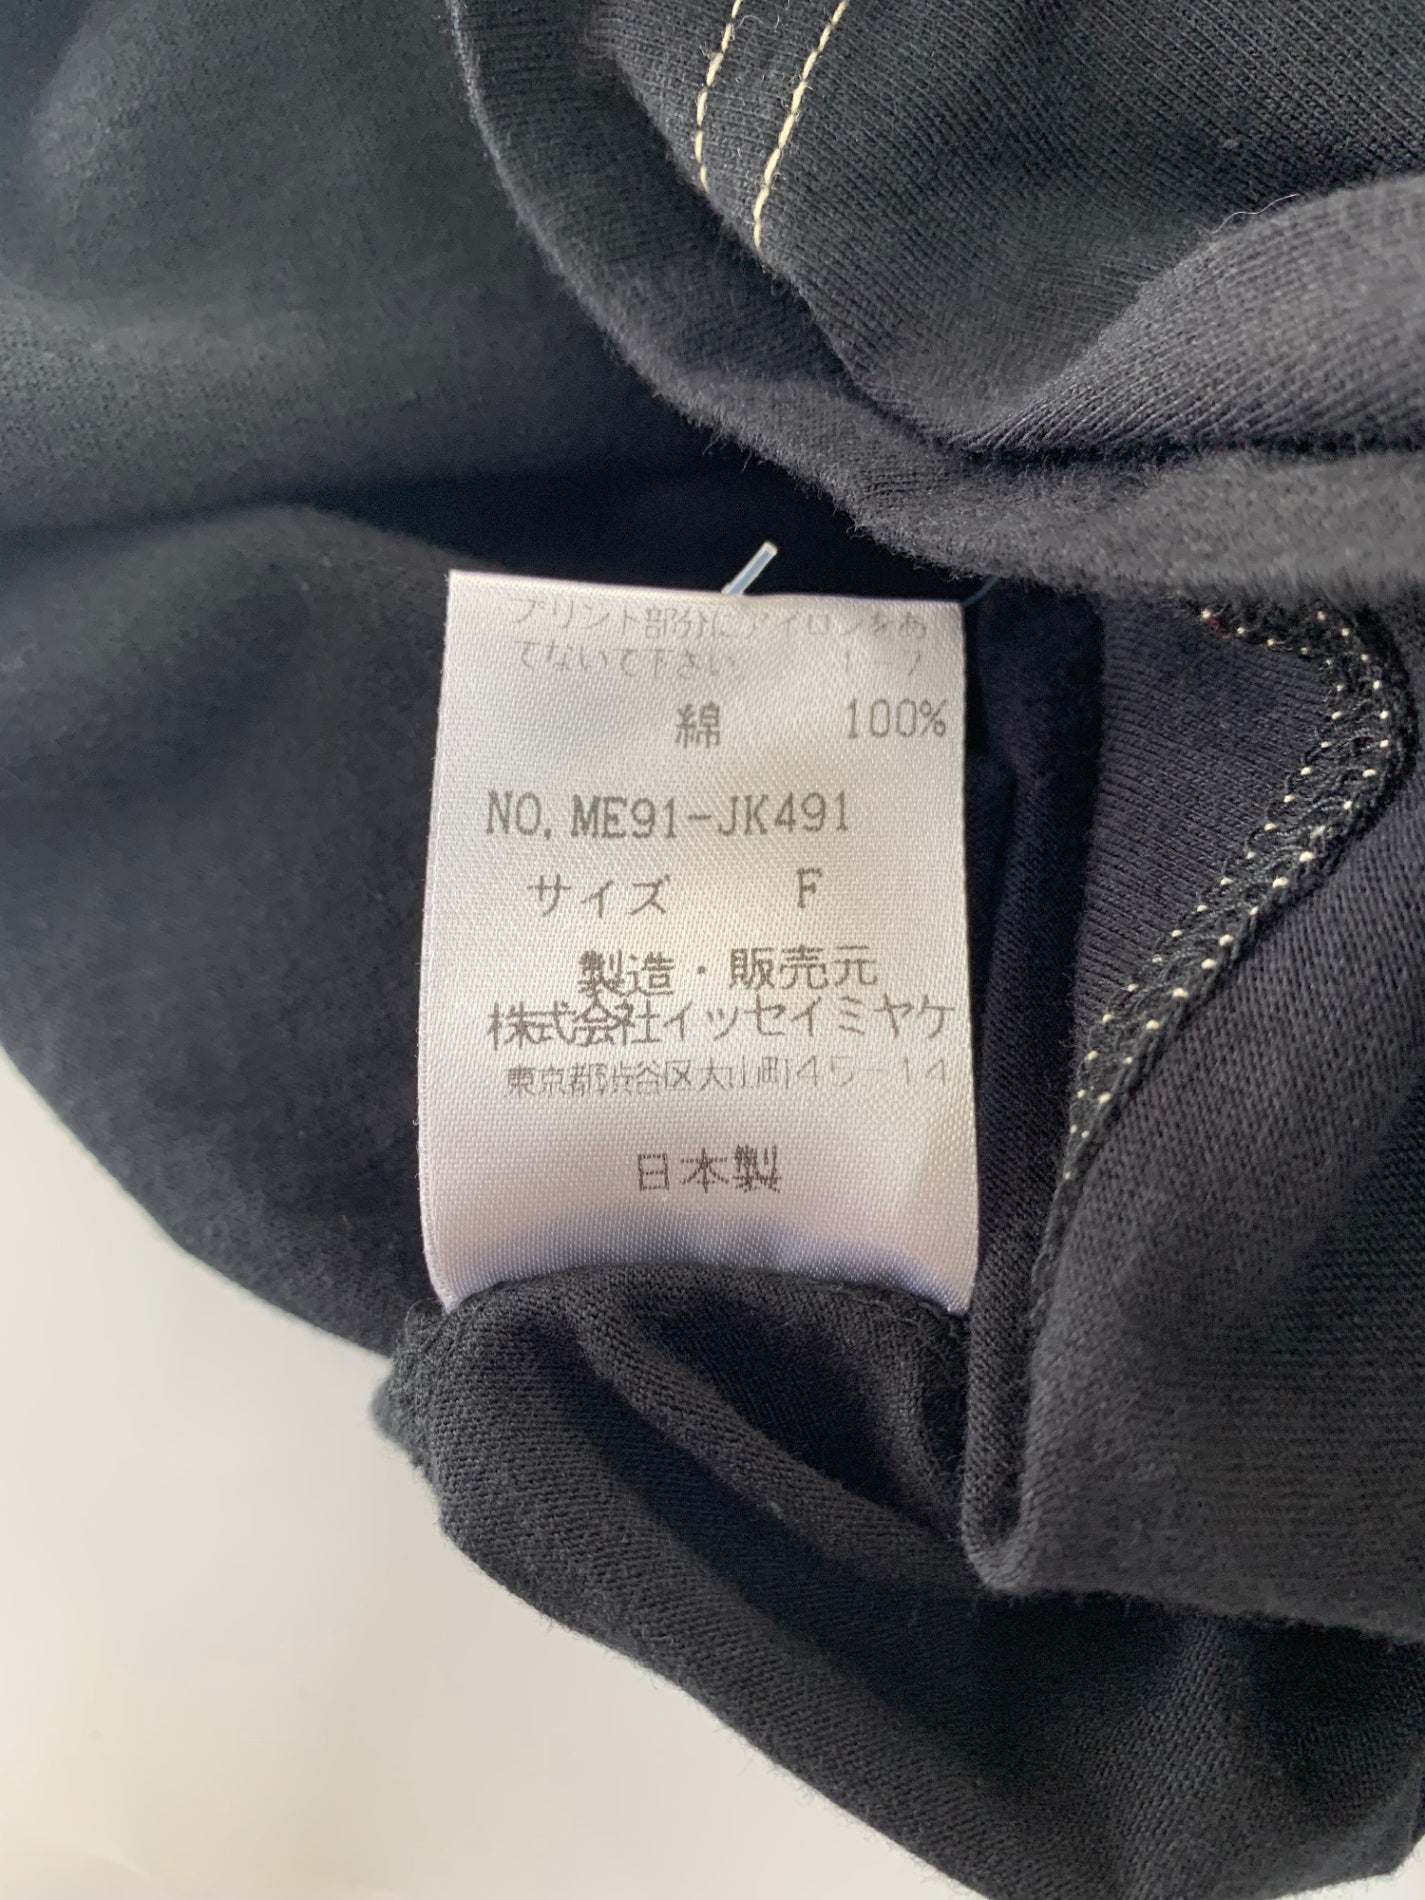 プリント部分にアイロンをあ
てないで下さい
綿 100%
NO, ME91-JK491
サイズ F
製造・販売元
株式会社イッセイミヤケ
東京都渋谷区大山町45-14
日本製